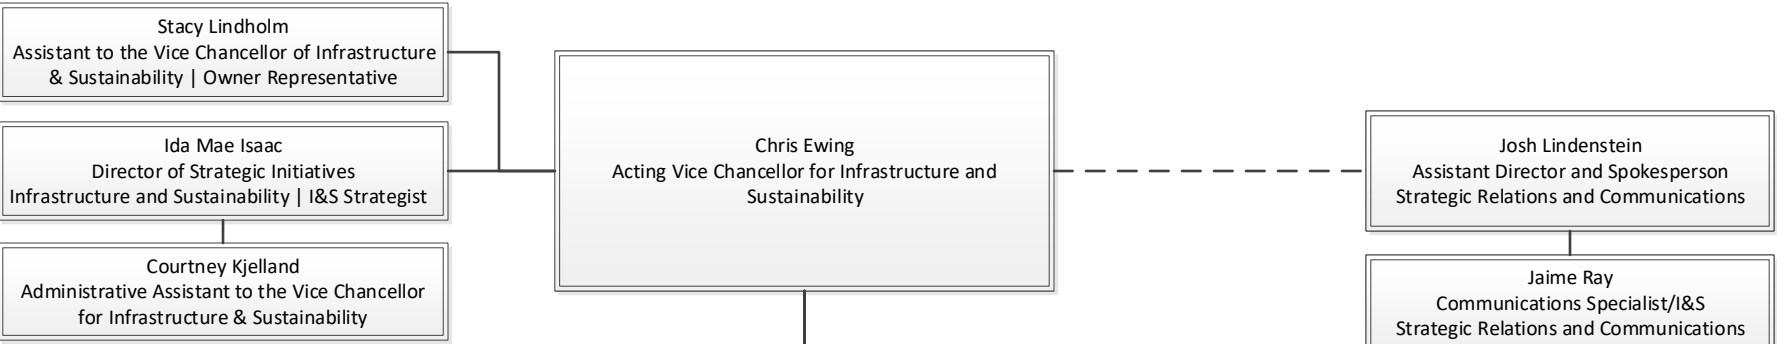 Stacy Lindholm
Assistant to the Vice Chancellor of Infrastructure
& Sustainability | Owner Representative
Ida Mae Isaac
Director of Strategic Initiatives
Infrastructure and Sustainability | I&S Strategist
Courtney Kjelland
Administrative Assistant to the Vice Chancellor
for Infrastructure & Sustainability
Chris Ewing
Acting Vice Chancellor for Infrastructure and
Sustainability
Josh Lindenstein
Assistant Director and Spokesperson
Strategic Relations and Communications
Jaime Ray
Communications Specialist/I&S
Strategic Relations and Communications